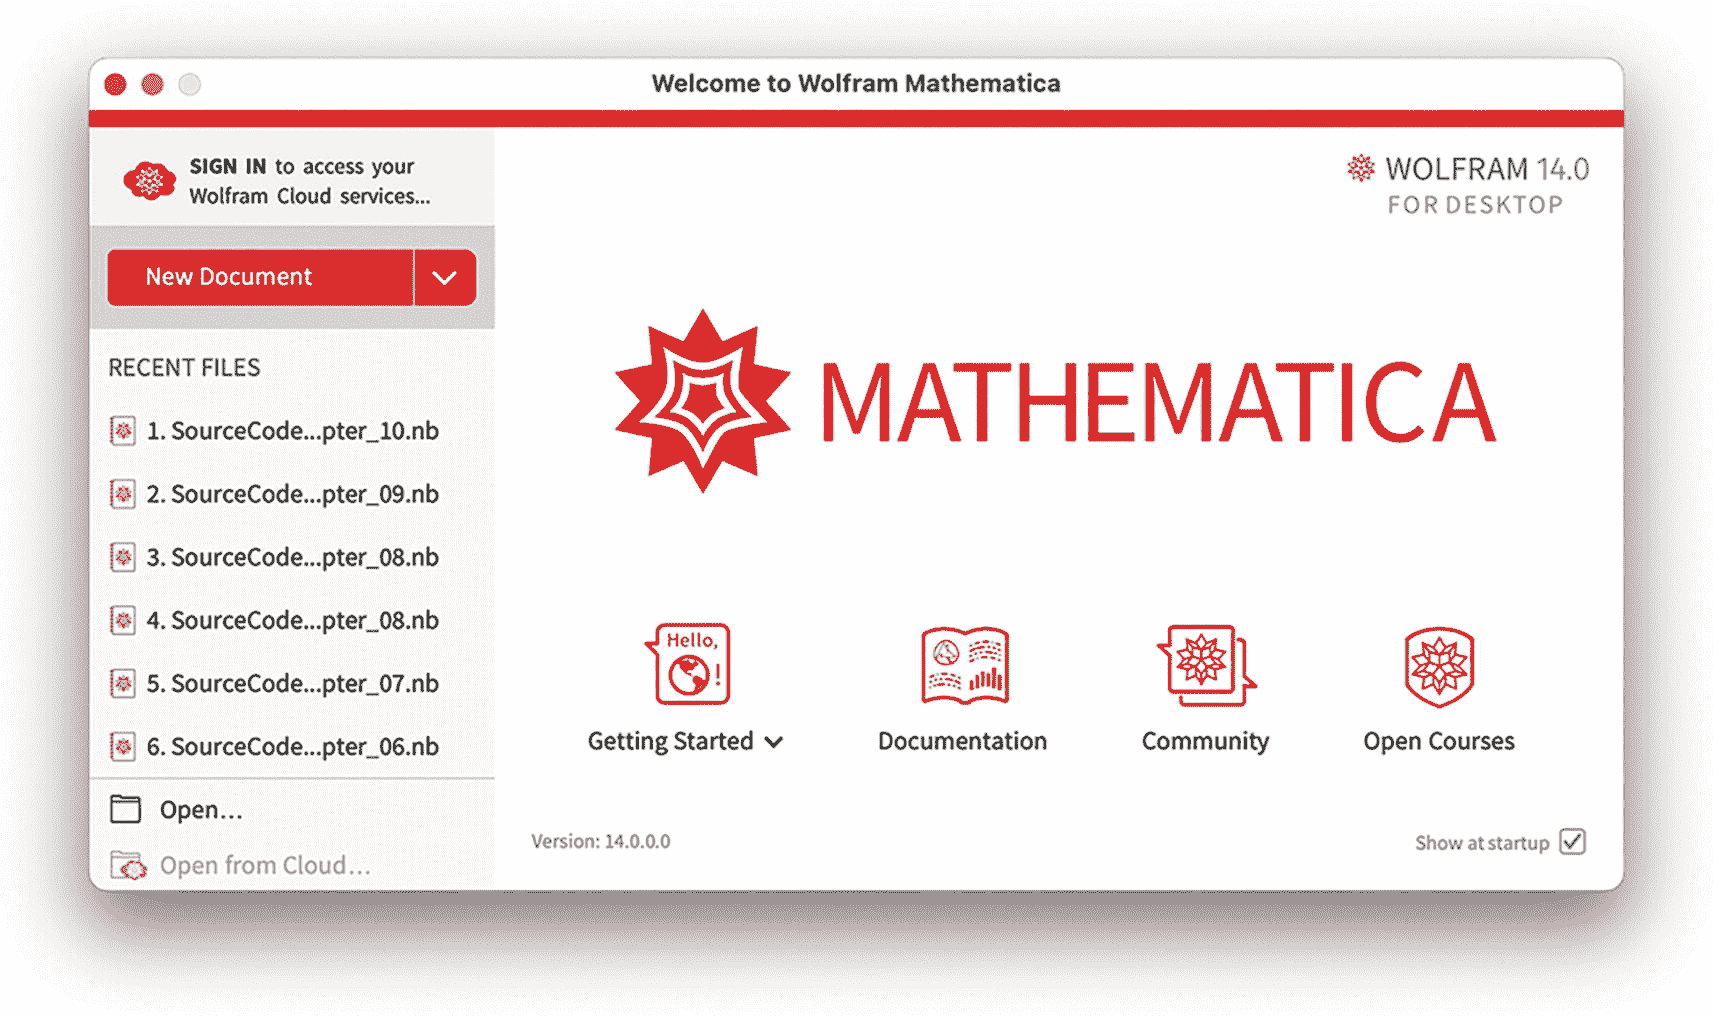 Welcome to Wolfram Mathematica
SIGN IN to access your
Wolfram Cloud services...
New Document
RECENT FILES
1. SourceCode...pter_10.nb
2. SourceCode...pter_09.nb
3. SourceCode...pter_08.nb
4. SourceCode...pter_08.nb
5. SourceCode...pter_07.nb
6. SourceCode...pter_06.nb
Open...
Open from Cloud...
WOLFRAM 14.0
FOR DESKTOP
MATHEMATICA
Hello,
!
Getting Started
Documentation
Community
Open Courses
Version: 14.0.0.0
Show at startup